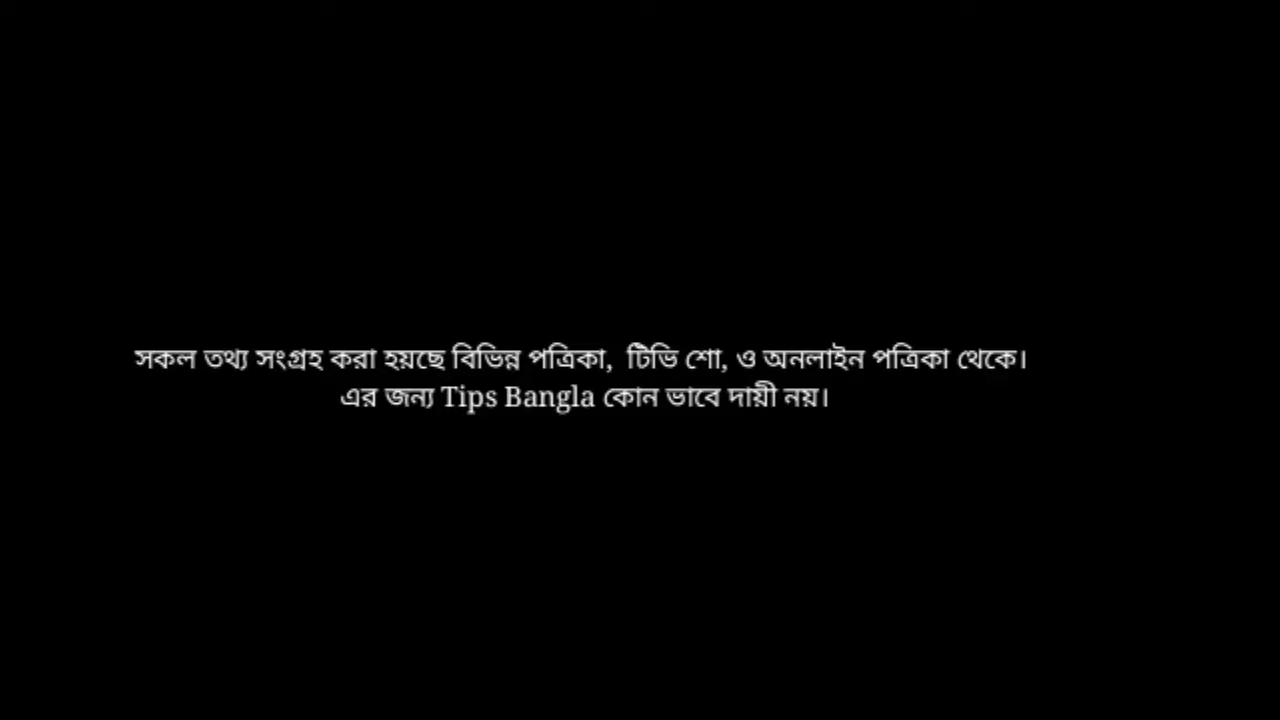 সকল তথ্য সংগ্রহ করা হয়ছে বিভিন্ন পত্রিকা, টিভি শো, ও অনলাইন পত্রিকা থেকে।
এর জন্য Tips Bangla কোন ভাবে দায়ী নয়।